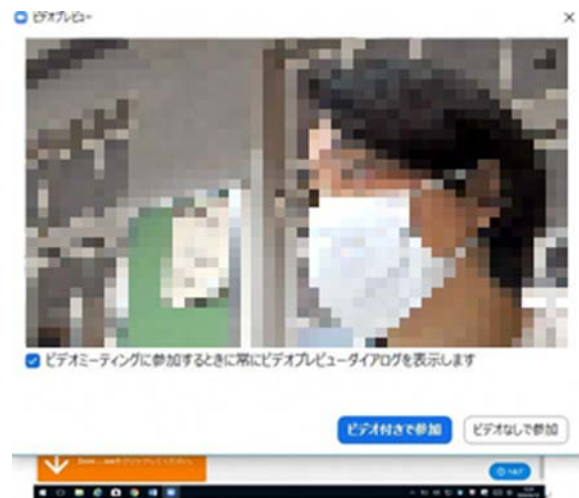 ビデオプレビュー
ビデオミーティングに参加するときに常にビデオプレビューダイアログを表示します
ビデオ付きで参加
ビデオなしで参加